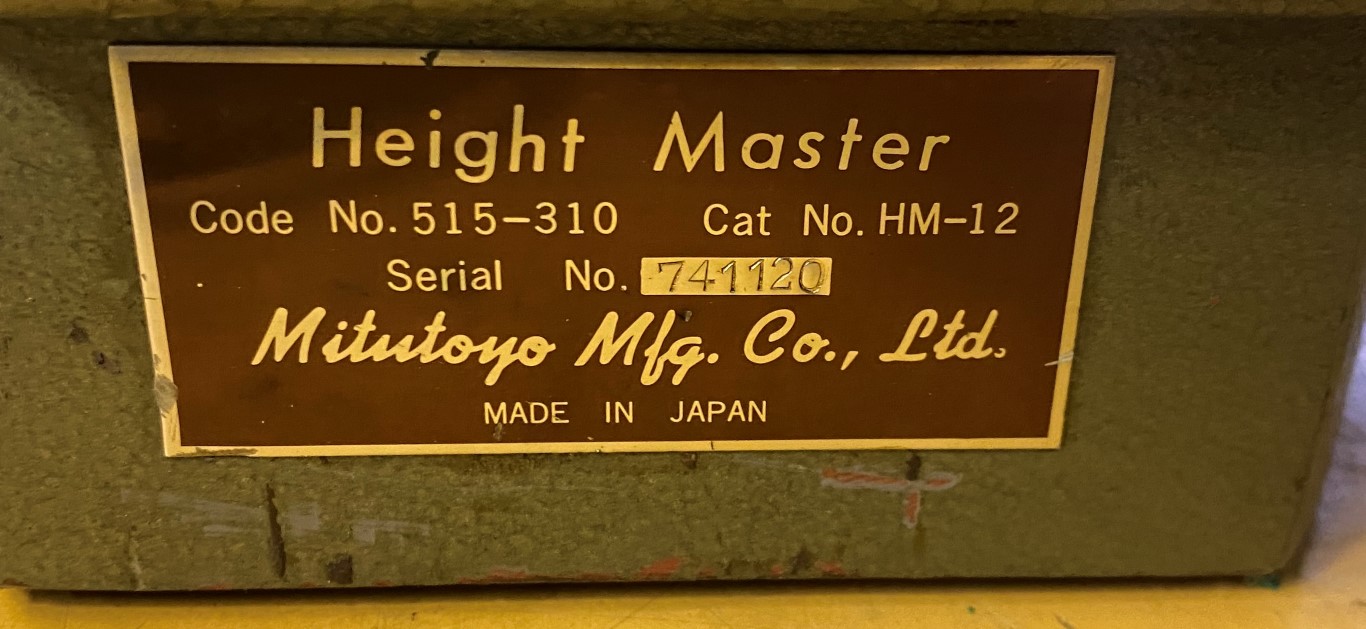 Height Master
Code No. 515-310 Cat No. HM-12
Serial No. 741120
Mitutoyo Mfg. Co., Ltd.
MADE IN JAPAN